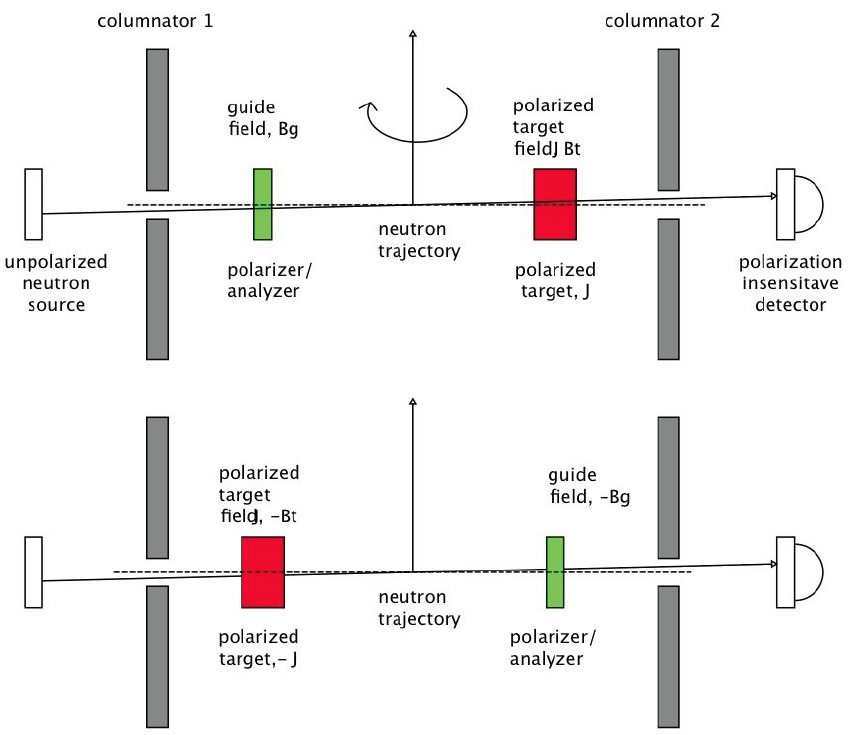 columnator 1
columnator 2
guide
field, Bg
polarized
target
fieldJ Bt
neutron
trajectory
unpolarized
neutron
source
polarizer/
analyzer
polarized
target, J
polarization
insensitave
detector
polarized
target
fieldJ, -Bt
guide
field, -Bg
neutron
trajectory
polarized
target,- J
polarizer/
analyzer